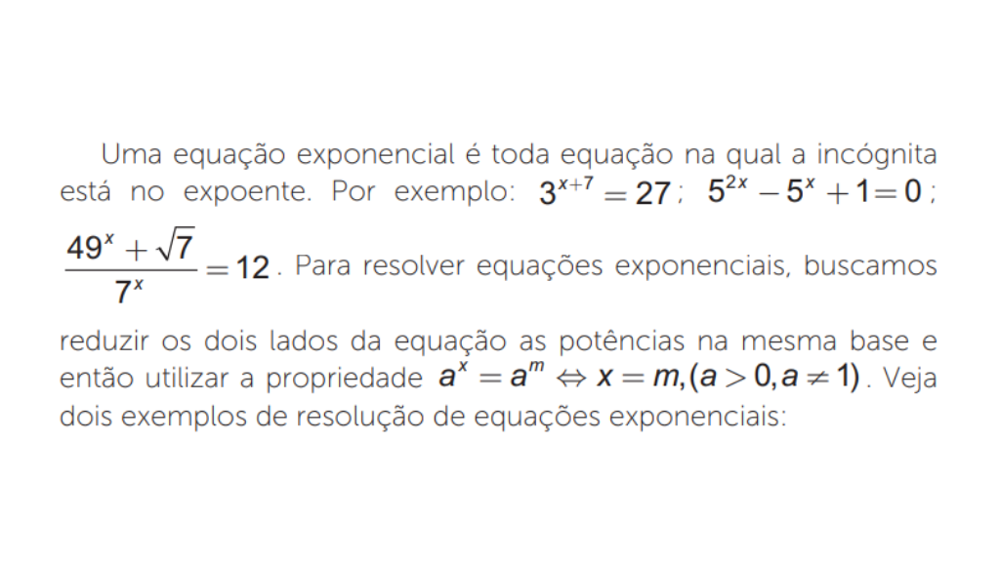 Uma equação exponencial é toda equação na qual a incógnita
está no expoente. Por exemplo: 3^{x+7} = 27; 5^{2x} − 5^x + 1 = 0;
\frac{49^x + \sqrt{7}}{7^x} = 12. Para resolver equações exponenciais, buscamos
reduzir os dois lados da equação as potências na mesma base e
então utilizar a propriedade a^x = a^m ⇔ x = m, (a > 0, a ≠ 1). Veja
dois exemplos de resolução de equações exponenciais: